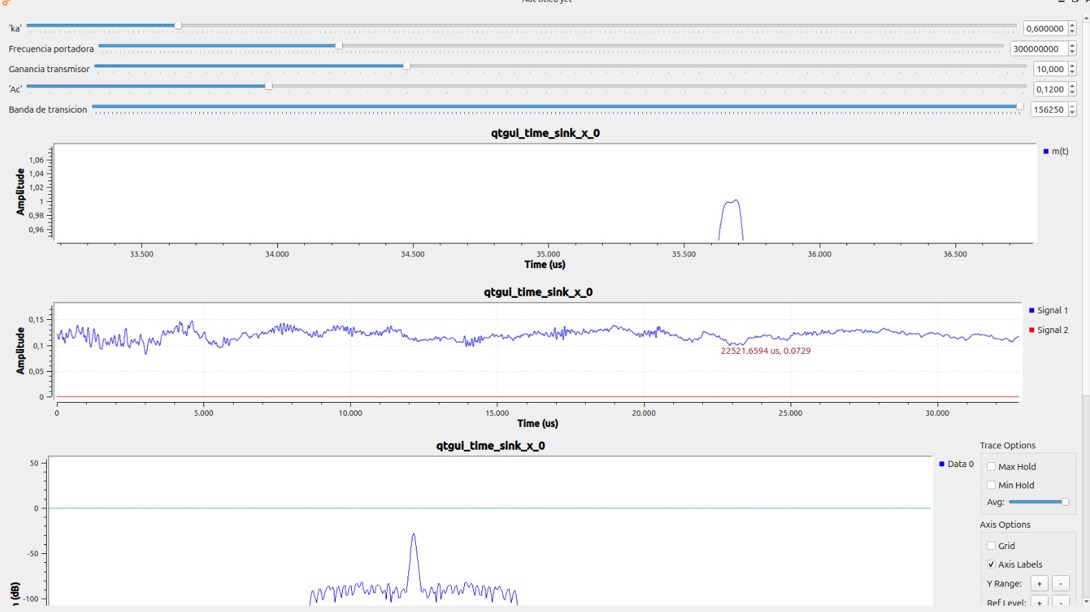 Not titled yet
'ka' 0,600000
Frecuencia portadora 300000000
Ganancia transmisor 10,000
'Ac' 0,1200
Banda de transicion 156250
qtgui_time_sink_x_0
m(t)
Amplitude
1,06
1,04
1,02
1
0,98
0,96
33.500 34.000 34.500 35.000 35.500 36.000 36.500
Time (us)
qtgui_time_sink_x_0
Signal 1
Signal 2
Amplitude
0,15
0,1
0,05
0
22521.6594 us, 0.0729
0 5.000 10.000 15.000 20.000 25.000 30.000
Time (us)
qtgui_time_sink_x_0
Data 0
50
0
-50
-100
(dB)
Trace Options
Max Hold
Min Hold
Avg:
Axis Options
Grid
Axis Labels
Y Range: + -
Ref Level: + -